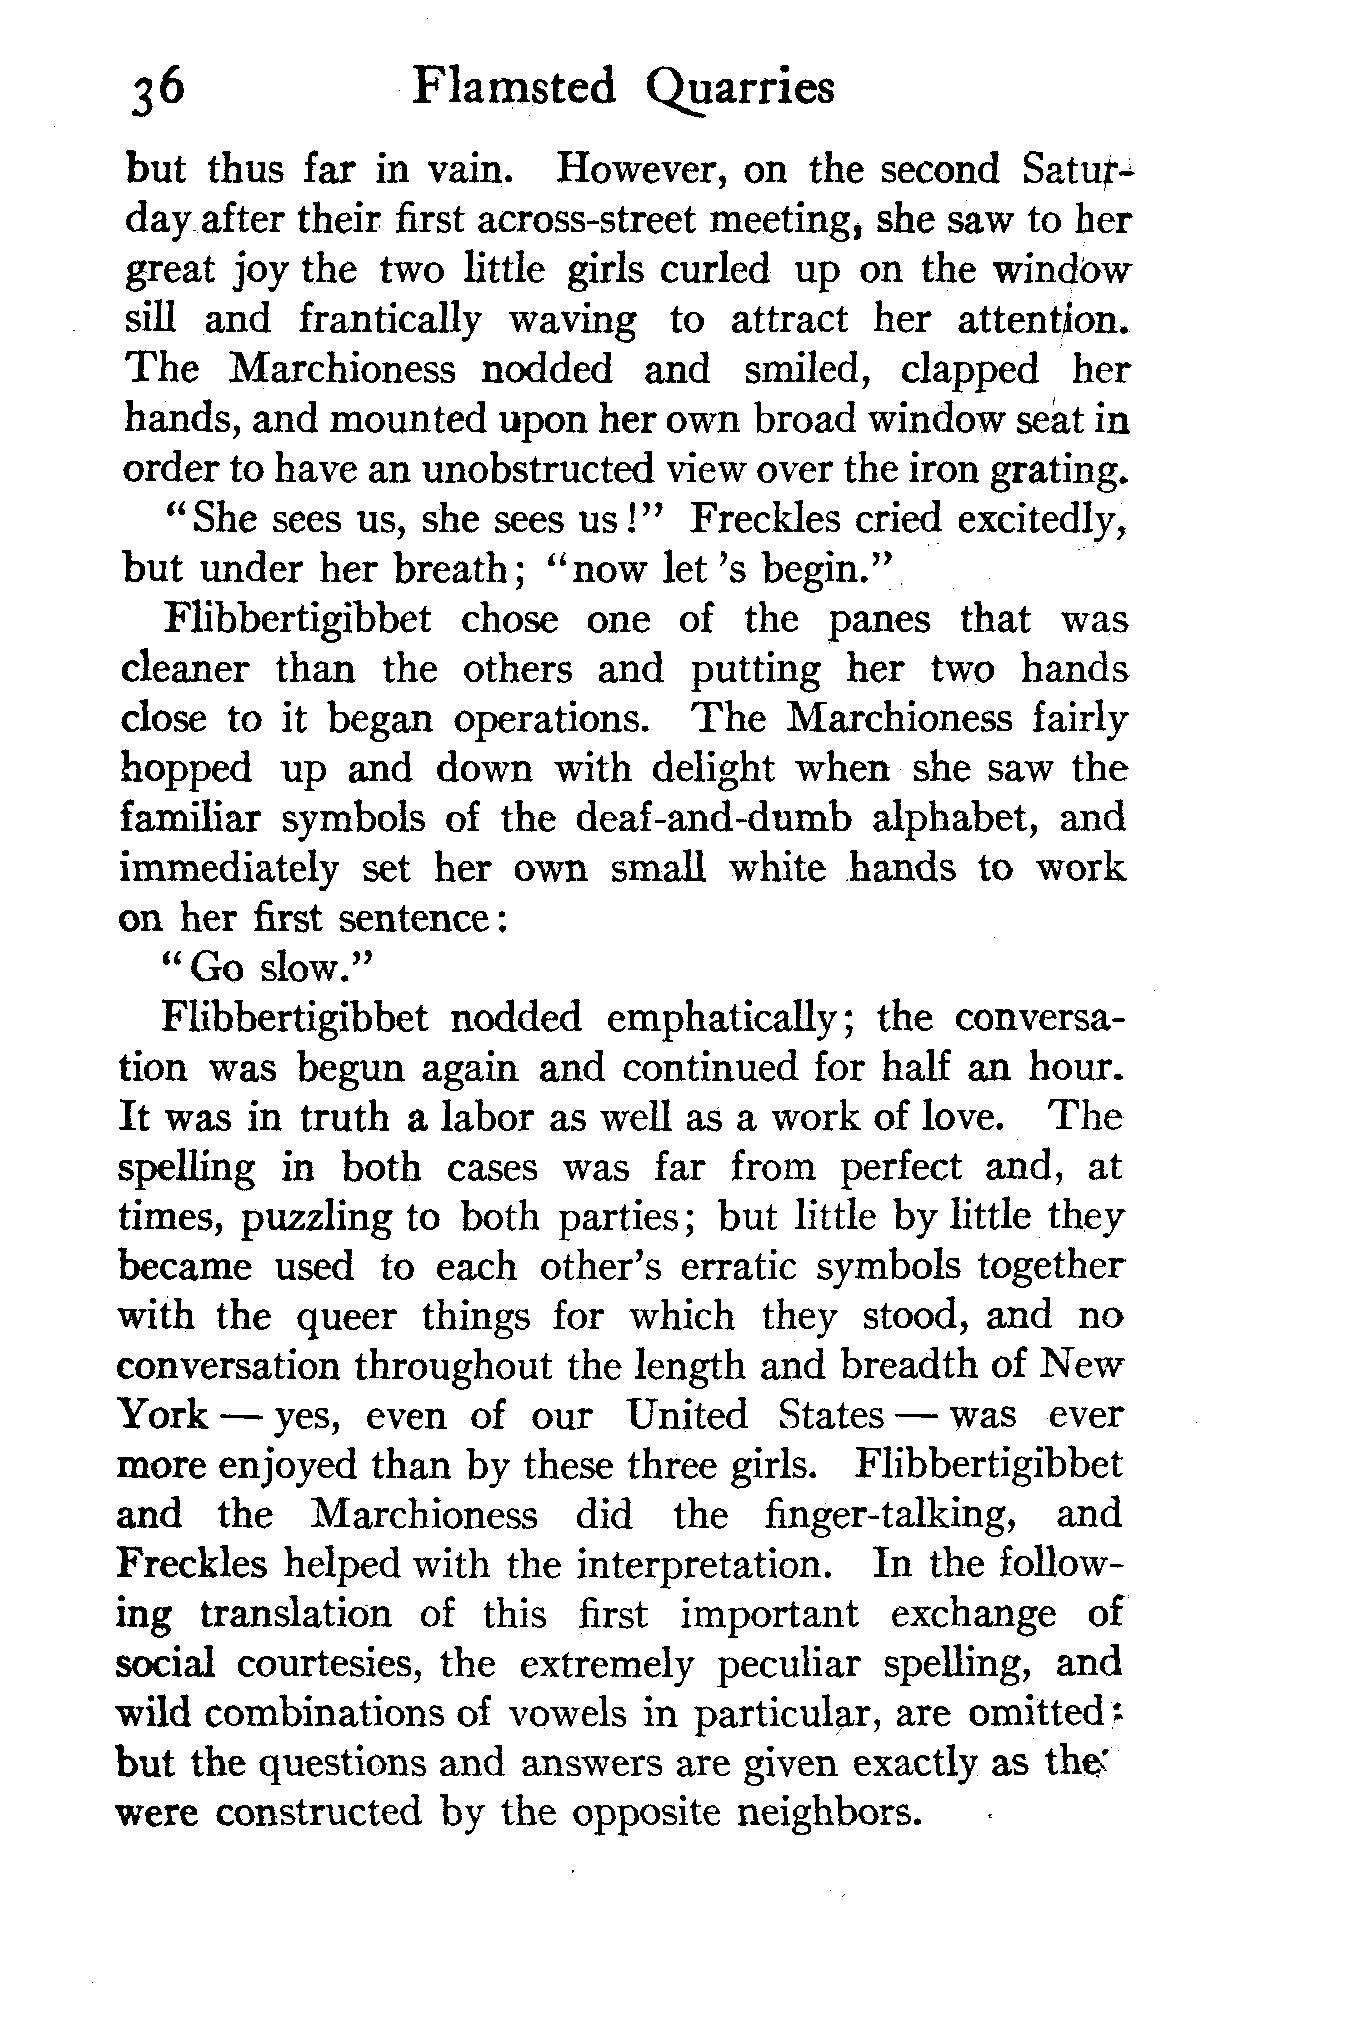 36 Flamsted Quarries
but thus far in vain. However, on the second Satur-
day after their first across-street meeting, she saw to her
great joy the two little girls curled up on the window
sill and frantically waving to attract her attention.
The Marchioness nodded and smiled, clapped her
hands, and mounted upon her own broad window seat in
order to have an unobstructed view over the iron grating.
"She sees us, she sees us!" Freckles cried excitedly,
but under her breath; "now let 's begin."
Flibbertigibbet chose one of the panes that was
cleaner than the others and putting her two hands
close to it began operations. The Marchioness fairly
hopped up and down with delight when she saw the
familiar symbols of the deaf-and-dumb alphabet, and
immediately set her own small white hands to work
on her first sentence:
"Go slow."
Flibbertigibbet nodded emphatically; the conversa-
tion was begun again and continued for half an hour.
It was in truth a labor as well as a work of love. The
spelling in both cases was far from perfect and, at
times, puzzling to both parties; but little by little they
became used to each other's erratic symbols together
with the queer things for which they stood, and no
conversation throughout the length and breadth of New
York — yes, even of our United States — was ever
more enjoyed than by these three girls. Flibbertigibbet
and the Marchioness did the finger-talking, and
Freckles helped with the interpretation. In the follow-
ing translation of this first important exchange of
social courtesies, the extremely peculiar spelling, and
wild combinations of vowels in particular, are omitted;
but the questions and answers are given exactly as the
were constructed by the opposite neighbors.